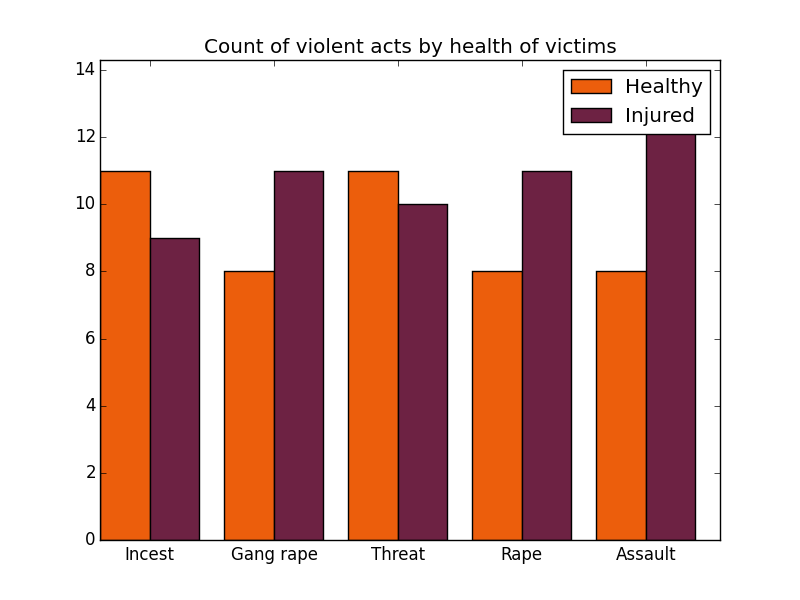 Count of violent acts by health of victims
Healthy
Injured
14
12
10
8
6
4
2
0
Incest
Gang rape
Threat
Rape
Assault